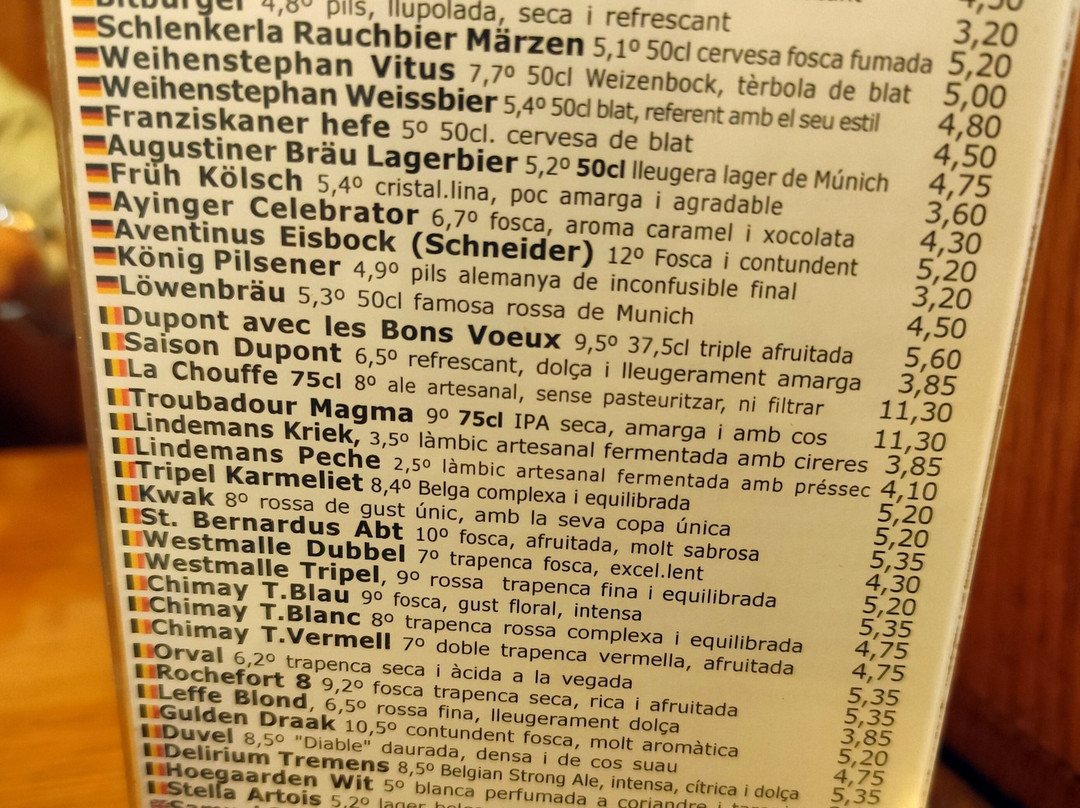 Bitburger 4,8º pils, llupolada, seca i refrescant 3,20
Schlenkerla Rauchbier Märzen 5,1º 50cl cervesa fosca fumada 5,20
Weihenstephan Vitus 7,7º 50cl Weizenbock, tèrbola de blat 5,00
Weihenstephan Weissbier 5,4º 50cl blat, referent amb el seu estil 4,80
Franziskaner hefe 5º 50cl. cervesa de blat 4,50
Augustiner Bräu Lagerbier 5,2º 50cl lleugera lager de Múnich 4,75
Früh Kölsch 5,4º cristal.lina, poc amarga i agradable 3,60
Ayinger Celebrator 6,7º fosca, aroma caramel i xocolata 4,30
Aventinus Eisbock (Schneider) 12º Fosca i contundent 5,20
König Pilsener 4,9º pils alemanya de inconfusible final 3,20
Löwenbräu 5,3º 50cl famosa rossa de Munich 4,50
Dupont avec les Bons Voeux 9,5º 37,5cl triple afruitada 5,60
Saison Dupont 6,5º refrescant, dolça i lleugerament amarga 3,85
La Chouffe 75cl 8º ale artesanal, sense pasteuritzar, ni filtrar 11,30
Troubadour Magma 9º 75cl IPA seca, amarga i amb cos 11,30
Lindemans Kriek, 3,5º làmbic artesanal fermentada amb cireres 3,85
Lindemans Peche 2,5º làmbic artesanal fermentada amb préssec 4,10
Tripel Karmeliet 8,4º Belga complexa i equilibrada 5,20
Kwak 8º rossa de gust únic, amb la seva copa única 5,20
St. Bernardus Abt 10º fosca, afruitada, molt sabrosa 5,35
Westmalle Dubbel 7º trapenca fosca, excel.lent 4,30
Westmalle Tripel, 9º rossa trapenca fina i equilibrada 5,20
Chimay T.Blau 9º fosca, gust floral, intensa 5,35
Chimay T.Blanc 8º trapenca rossa complexa i equilibrada 4,75
Chimay T.Vermell 7º doble trapenca vermella, afruitada 4,75
Orval 6,2º trapenca seca i àcida a la vegada 5,35
Rochefort 8 9,2º fosca trapenca seca, rica i afruitada 5,35
Leffe Blond, 6,5º rossa fina, lleugerament dolça 3,85
Gulden Draak 10,5º contundent fosca, molt aromàtica 5,20
Duvel 8,5º "Diable" daurada, densa i de cos suau 4,75
Delirium Tremens 8,5º Belgian Strong Ale, intensa, cítrica i dolça 5,35
Hoegaarden Wit 5º blanca perfumada a coriandre i
Stella Artois 5,2º lager